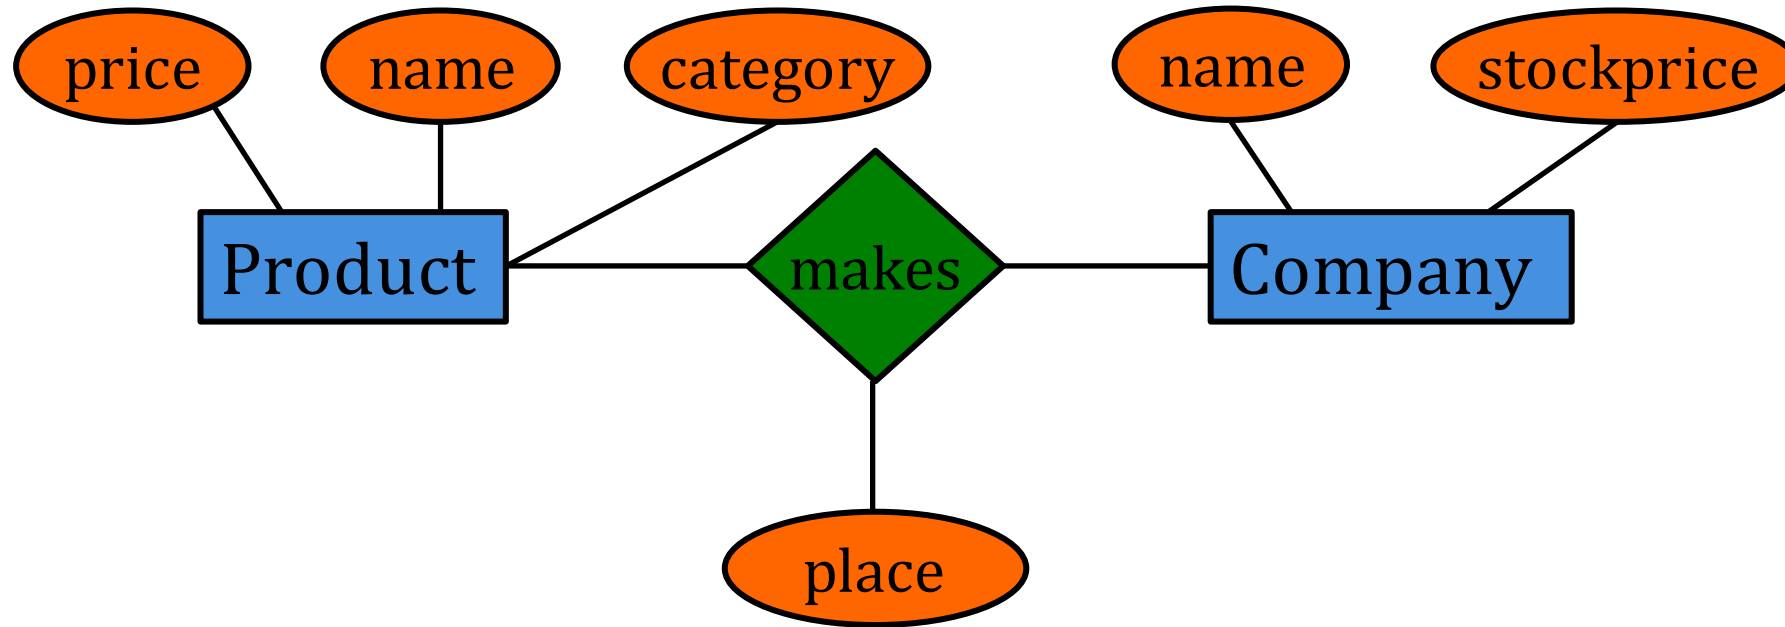 price
name
category
name
stockprice
Product
makes
Company
place